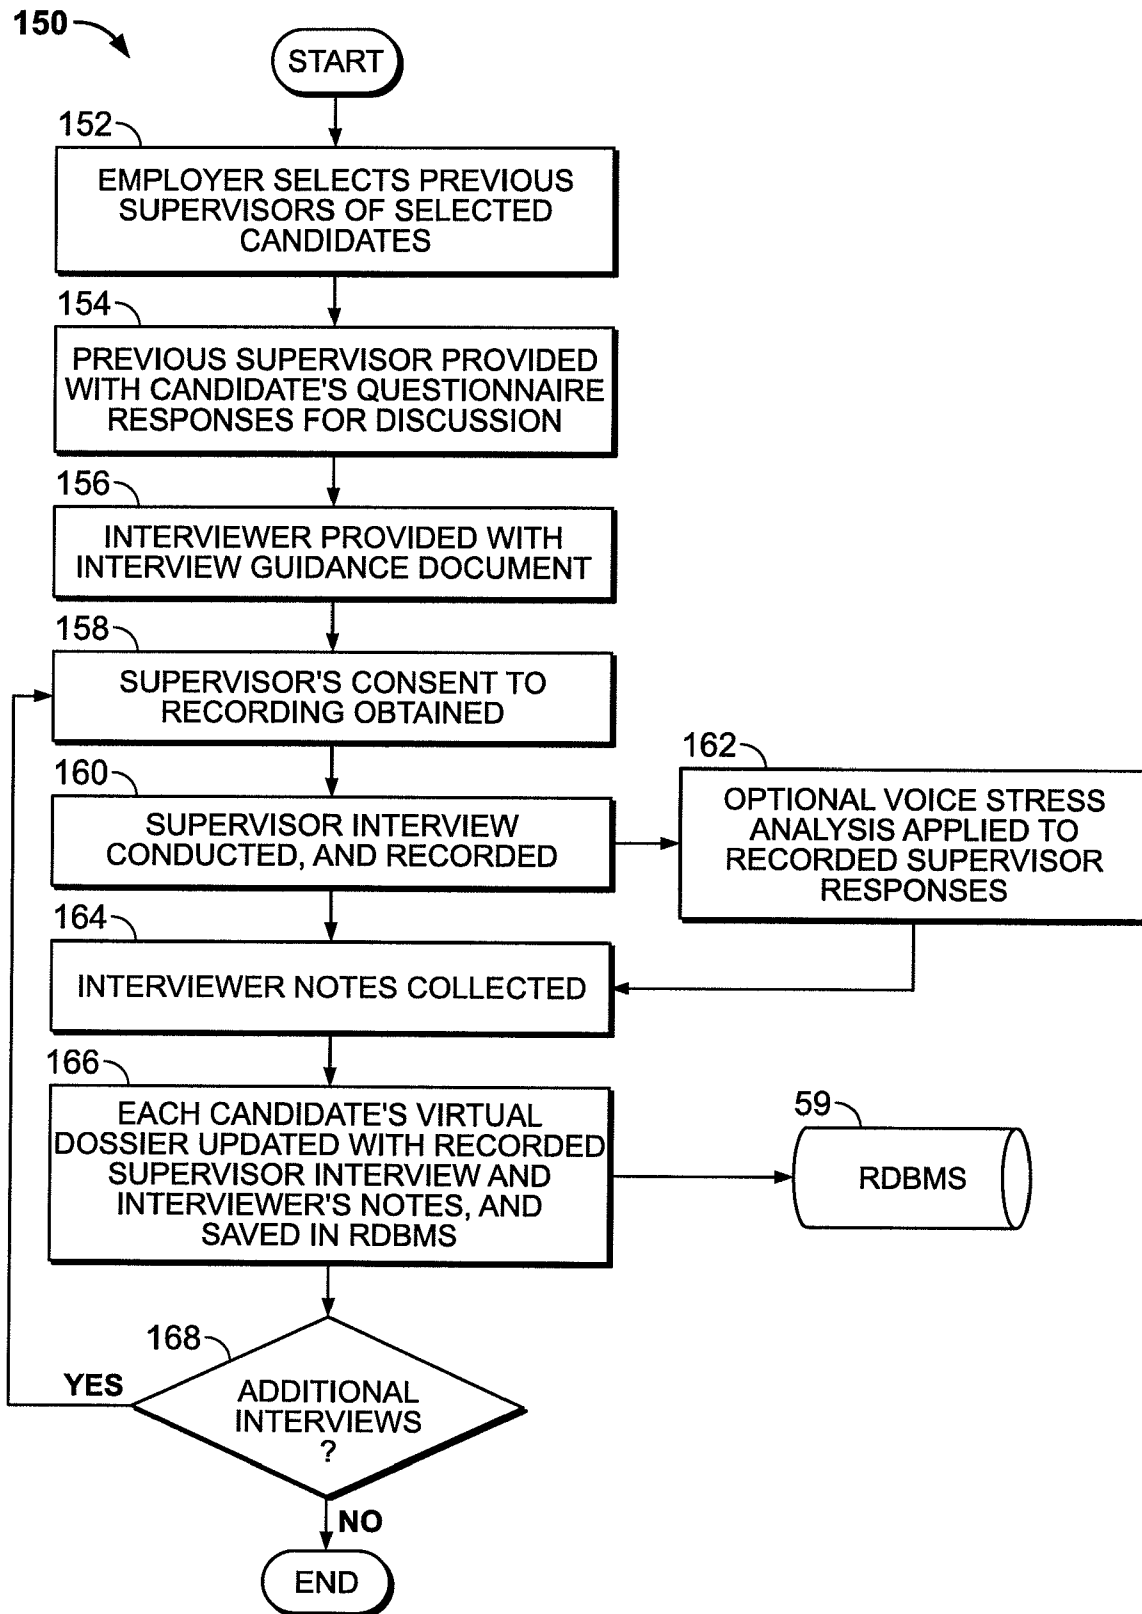 150
START
152
EMPLOYER SELECTS PREVIOUS
SUPERVISORS OF SELECTED
CANDIDATES
154
PREVIOUS SUPERVISOR PROVIDED
WITH CANDIDATE'S QUESTIONNAIRE
RESPONSES FOR DISCUSSION
156
INTERVIEWER PROVIDED WITH
INTERVIEW GUIDANCE DOCUMENT
158
SUPERVISOR'S CONSENT TO
RECORDING OBTAINED
160
SUPERVISOR INTERVIEW
CONDUCTED, AND RECORDED
162
OPTIONAL VOICE STRESS
ANALYSIS APPLIED TO
RECORDED SUPERVISOR
RESPONSES
164
INTERVIEWER NOTES COLLECTED
166
EACH CANDIDATE'S VIRTUAL
DOSSIER UPDATED WITH RECORDED
SUPERVISOR INTERVIEW AND
INTERVIEWER'S NOTES, AND
SAVED IN RDBMS
59
RDBMS
168
YES
ADDITIONAL
INTERVIEWS
?
NO
END